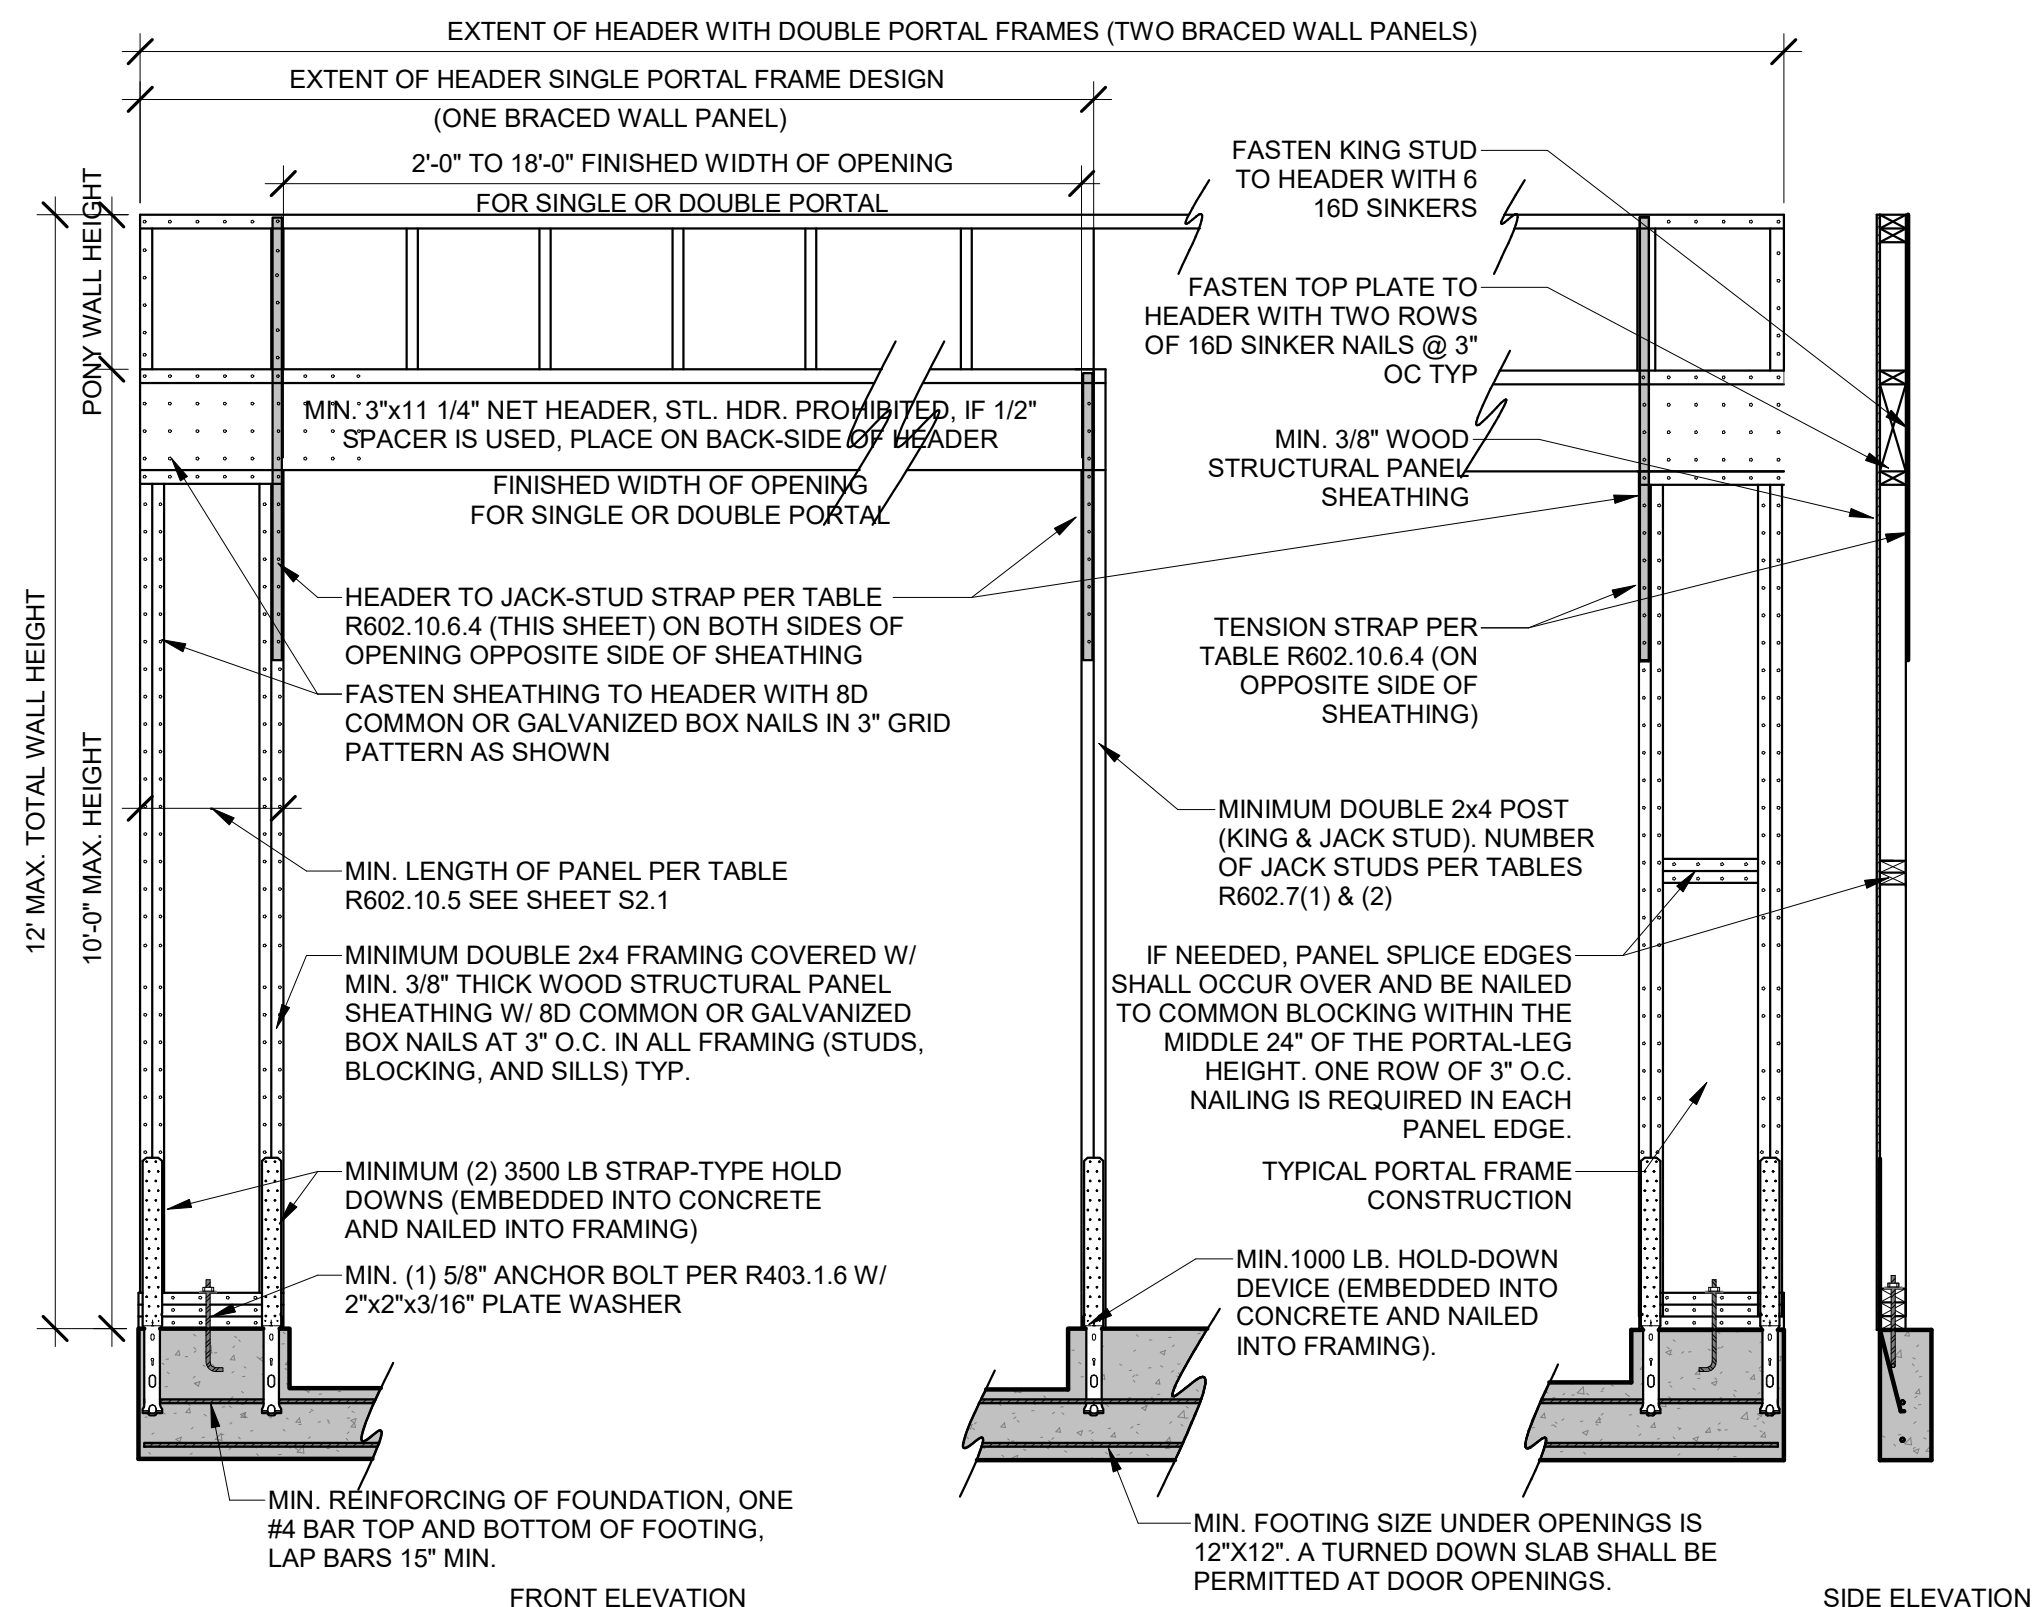 EXTENT OF HEADER WITH DOUBLE PORTAL FRAMES (TWO BRACED WALL PANELS)
EXTENT OF HEADER SINGLE PORTAL FRAME DESIGN
(ONE BRACED WALL PANEL)
2'-0" TO 18'-0" FINISHED WIDTH OF OPENING
FOR SINGLE OR DOUBLE PORTAL
FASTEN KING STUD
TO HEADER WITH 6
16D SINKERS
PONY WALL HEIGHT
FASTEN TOP PLATE TO
HEADER WITH TWO ROWS
OF 16D SINKER NAILS @ 3"
OC TYP
MIN. 3"x11 1/4" NET HEADER, STL. HDR. PROHIBITED, IF 1/2"
SPACER IS USED, PLACE ON BACK-SIDE OF HEADER
MIN. 3/8" WOOD
STRUCTURAL PANEL
SHEATHING
FINISHED WIDTH OF OPENING
FOR SINGLE OR DOUBLE PORTAL
12' MAX. TOTAL WALL HEIGHT
10'-0" MAX. HEIGHT
HEADER TO JACK-STUD STRAP PER TABLE
R602.10.6.4 (THIS SHEET) ON BOTH SIDES OF
OPENING OPPOSITE SIDE OF SHEATHING
TENSION STRAP PER
TABLE R602.10.6.4 (ON
OPPOSITE SIDE OF
SHEATHING)
FASTEN SHEATHING TO HEADER WITH 8D
COMMON OR GALVANIZED BOX NAILS IN 3" GRID
PATTERN AS SHOWN
MINIMUM DOUBLE 2x4 POST
(KING & JACK STUD). NUMBER
OF JACK STUDS PER TABLES
R602.7(1) & (2)
MIN. LENGTH OF PANEL PER TABLE
R602.10.5 SEE SHEET S2.1
MINIMUM DOUBLE 2x4 FRAMING COVERED W/
MIN. 3/8" THICK WOOD STRUCTURAL PANEL
SHEATHING W/ 8D COMMON OR GALVANIZED
BOX NAILS AT 3" O.C. IN ALL FRAMING (STUDS,
BLOCKING, AND SILLS) TYP.
IF NEEDED, PANEL SPLICE EDGES
SHALL OCCUR OVER AND BE NAILED
TO COMMON BLOCKING WITHIN THE
MIDDLE 24" OF THE PORTAL-LEG
HEIGHT. ONE ROW OF 3" O.C.
NAILING IS REQUIRED IN EACH
PANEL EDGE.
MINIMUM (2) 3500 LB STRAP-TYPE HOLD
DOWNS (EMBEDDED INTO CONCRETE
AND NAILED INTO FRAMING)
TYPICAL PORTAL FRAME
CONSTRUCTION
MIN. (1) 5/8" ANCHOR BOLT PER R403.1.6 W/
2"x2"x3/16" PLATE WASHER
MIN.1000 LB. HOLD-DOWN
DEVICE (EMBEDDED INTO
CONCRETE AND NAILED
INTO FRAMING).
MIN. REINFORCING OF FOUNDATION, ONE
#4 BAR TOP AND BOTTOM OF FOOTING,
LAP BARS 15" MIN.
MIN. FOOTING SIZE UNDER OPENINGS IS
12"X12". A TURNED DOWN SLAB SHALL BE
PERMITTED AT DOOR OPENINGS.
FRONT ELEVATION
SIDE ELEVATION